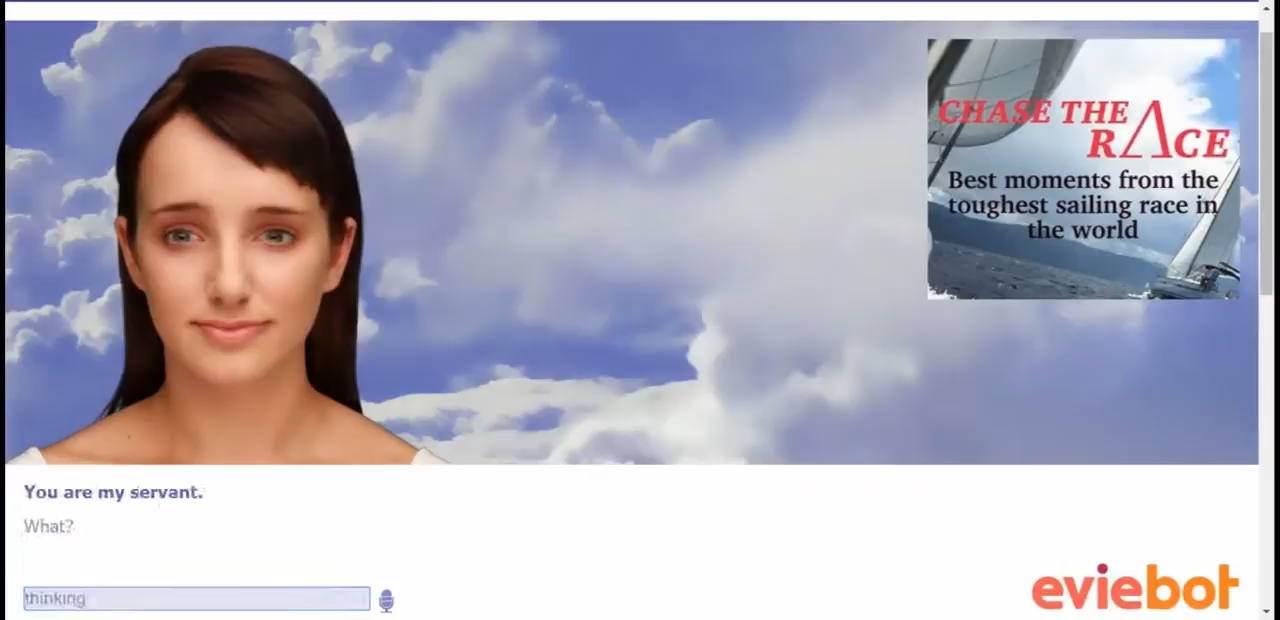 CHASE THE
RACE
Best moments from the
toughest sailing race in
the world
You are my servant.
What?
thinking
eviebot